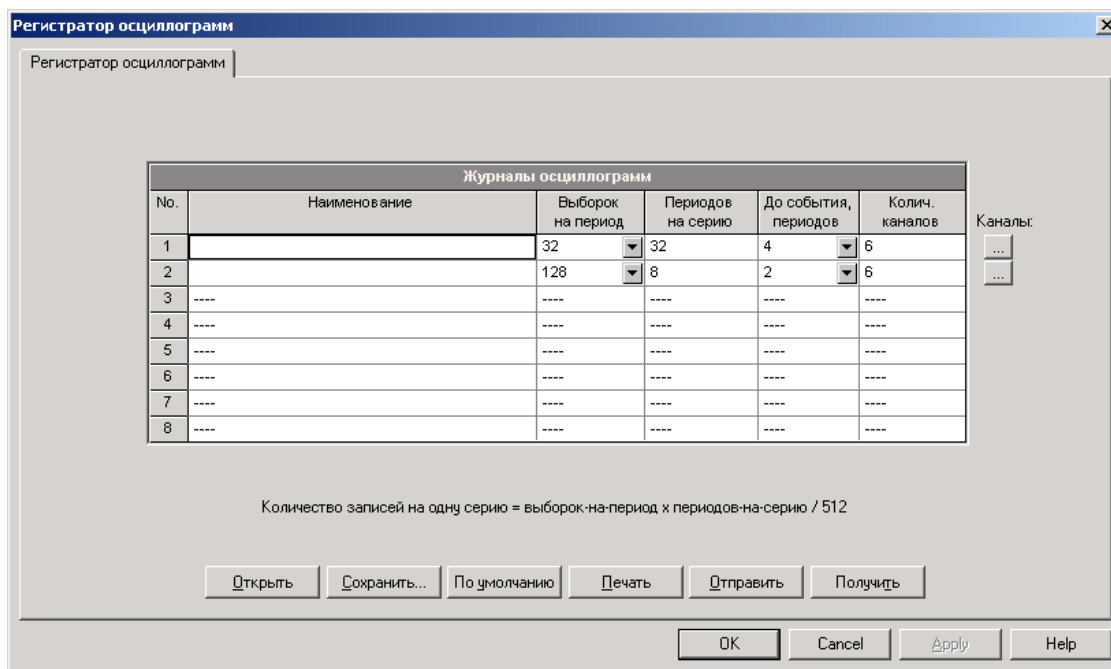 Регистратор осциллограмм
Регистратор осциллограмм
Журналы осциллограмм
No. Наименование Выборок на период Периодов на серию До события, периодов Колич. каналов Каналы:
1 32 32 4 6 ...
2 128 8 2 6 ...
3 ---- ---- ---- ---- ----
4 ---- ---- ---- ---- ----
5 ---- ---- ---- ---- ----
6 ---- ---- ---- ---- ----
7 ---- ---- ---- ---- ----
8 ---- ---- ---- ---- ----
Количество записей на одну серию = выборок-на-период x периодов-на-серию / 512
Открыть Сохранить... По умолчанию Печать Отправить Получить
OK Cancel Apply Help